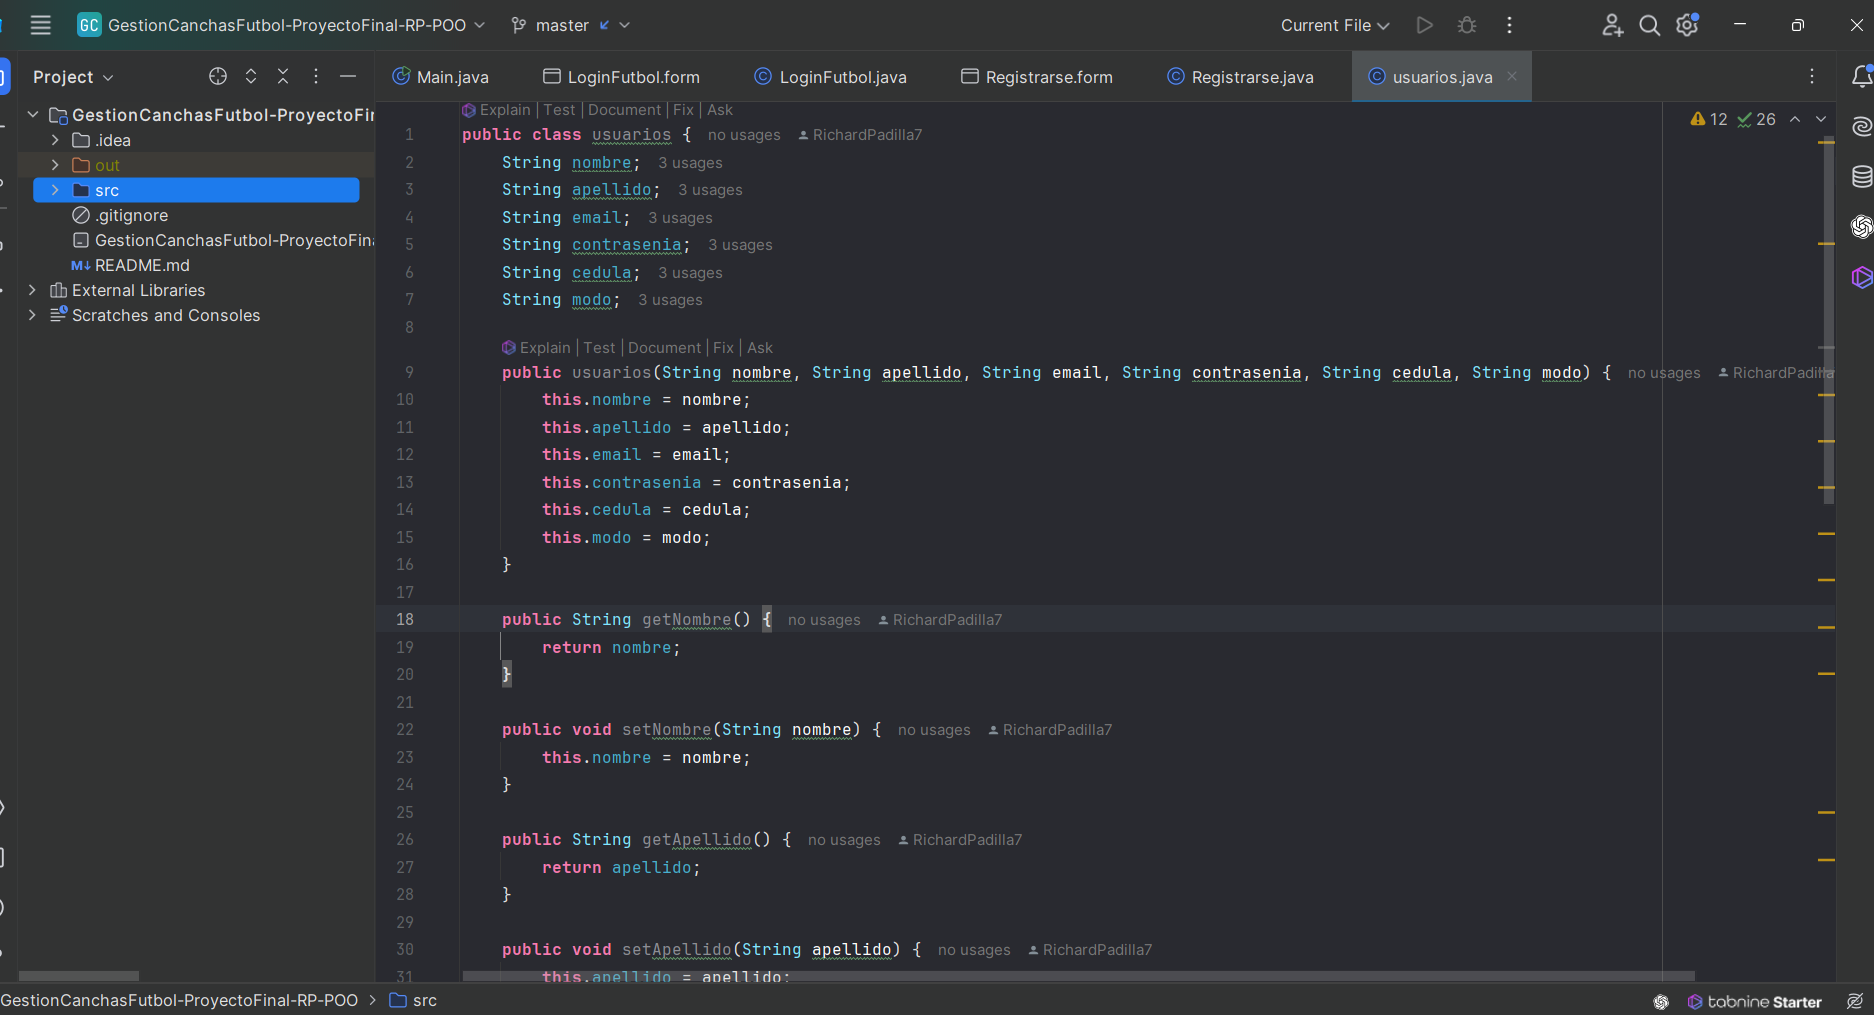 GC GestionCanchasFutbol-ProyectoFinal-RP-POO master Current File
Project
Main.java LoginFutbol.form LoginFutbol.java Registrarse.form Registrarse.java usuarios.java
GestionCanchasFutbol-ProyectoFi
.idea
out
src
.gitignore
GestionCanchasFutbol-ProyectoFin
README.md
External Libraries
Scratches and Consoles
12 26
Explain | Test | Document | Fix | Ask
1 public class usuarios { no usages RichardPadilla7
2 String nombre; 3 usages
3 String apellido; 3 usages
4 String email; 3 usages
5 String contrasenia; 3 usages
6 String cedula; 3 usages
7 String modo; 3 usages
8
Explain | Test | Document | Fix | Ask
9 public usuarios(String nombre, String apellido, String email, String contrasenia, String cedula, String modo) { no usages RichardPadilla
10 this.nombre = nombre;
11 this.apellido = apellido;
12 this.email = email;
13 this.contrasenia = contrasenia;
14 this.cedula = cedula;
15 this.modo = modo;
16 }
17
18 public String getNombre() { no usages RichardPadilla7
19 return nombre;
20 }
21
22 public void setNombre(String nombre) { no usages RichardPadilla7
23 this.nombre = nombre;
24 }
25
26 public String getApellido() { no usages RichardPadilla7
27 return apellido;
28 }
29
30 public void setApellido(String apellido) { no usages RichardPadilla7
31 this.apellido = apellido;
GestionCanchasFutbol-ProyectoFinal-RP-POO > src
tabnine Starter